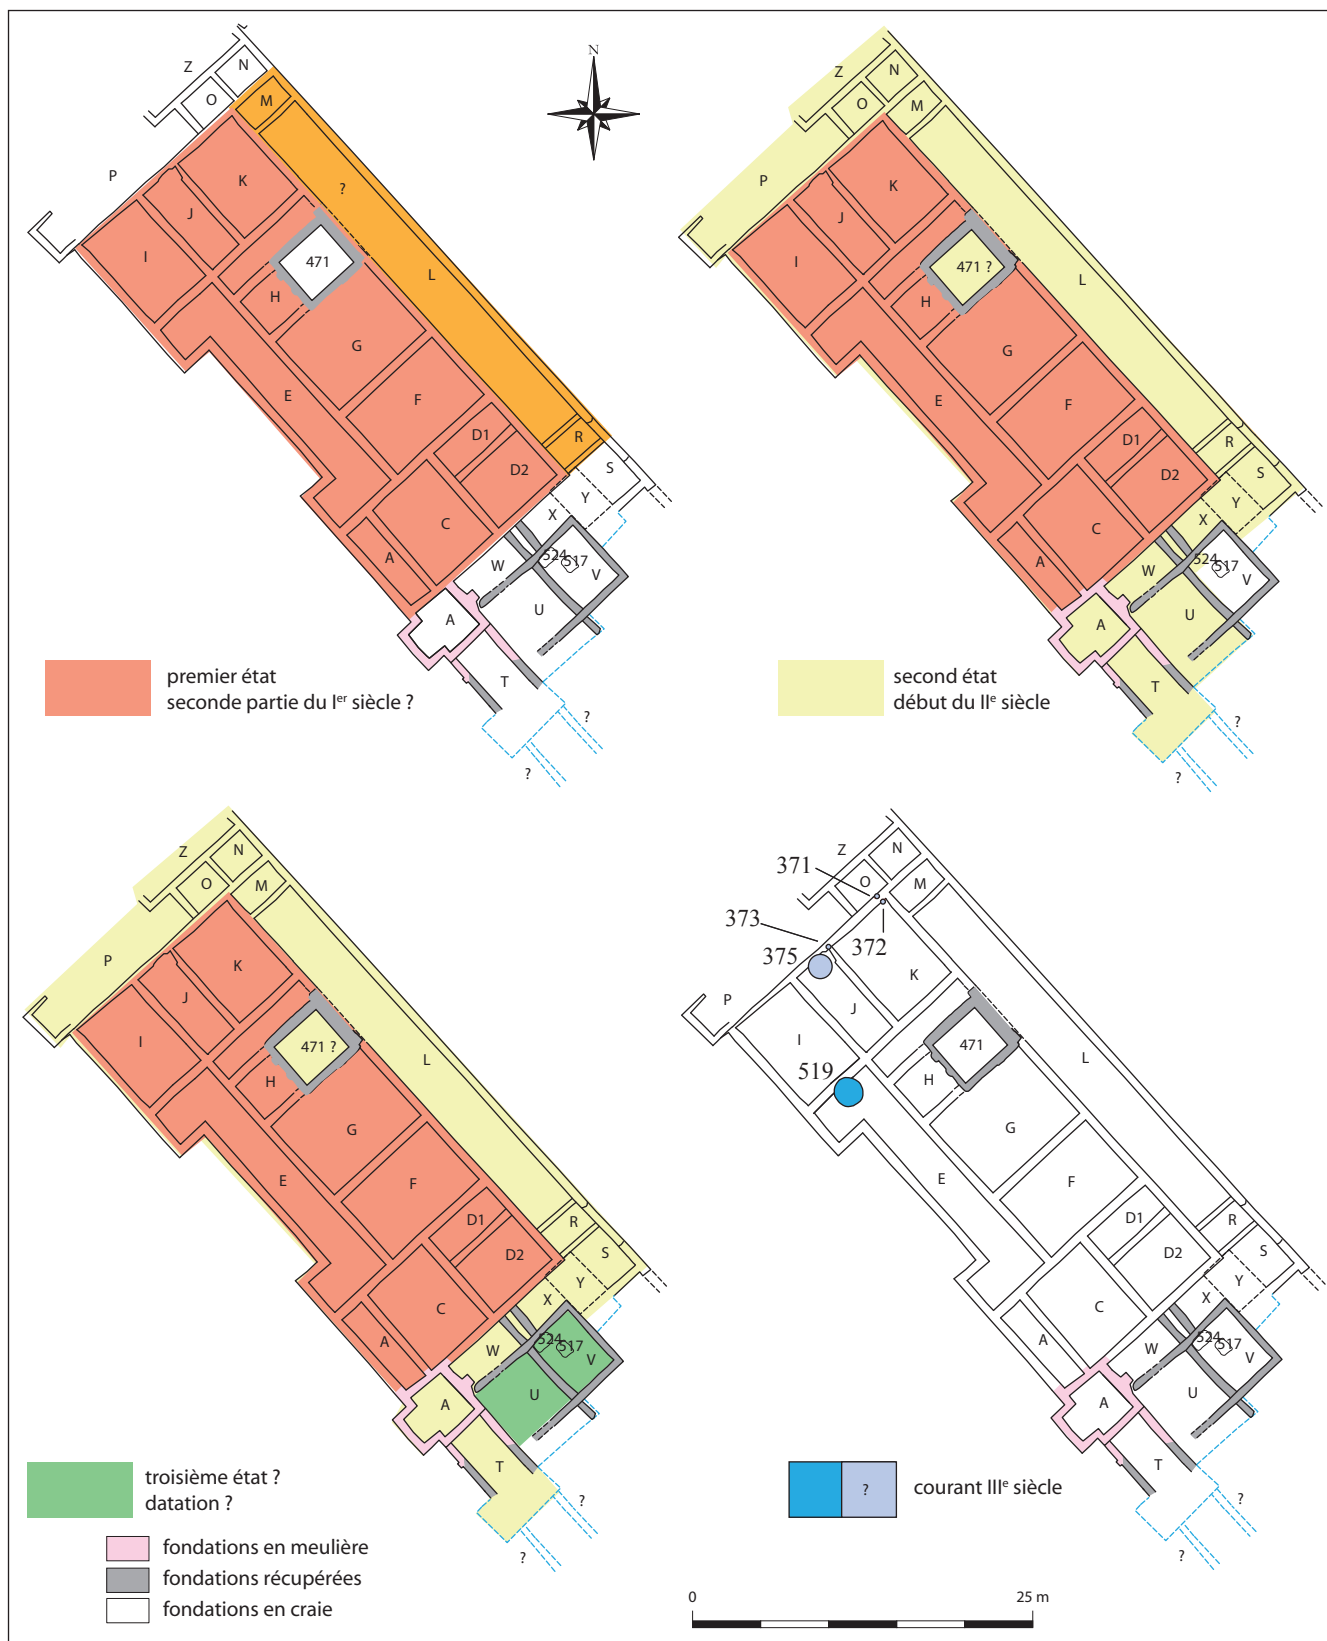 N
Z
N
O
M
P
K
?
J
I
471
L
H
G
E
F
D1
R
D2
S
Y
C
X
A
524
517
W
V
U
A
T
?
?
premier état
seconde partie du Ier siècle ?
Z
N
O
M
P
K
J
I
471 ?
L
H
G
E
F
D1
R
D2
S
Y
C
X
A
524
517
W
V
U
A
T
?
?
second état
début du IIe siècle
Z
N
O
M
P
K
J
I
471 ?
L
H
G
E
F
D1
R
D2
S
Y
C
X
A
524
517
W
V
U
A
T
?
?
troisième état ?
datation ?
fondations en meulière
fondations récupérées
fondations en craie
371
Z
N
O
M
373
372
375
K
P
J
I
471
L
519
H
G
E
F
D1
R
D2
S
Y
C
X
A
524
517
W
V
U
A
T
?
?
?
courant IIIe siècle
0
25 m